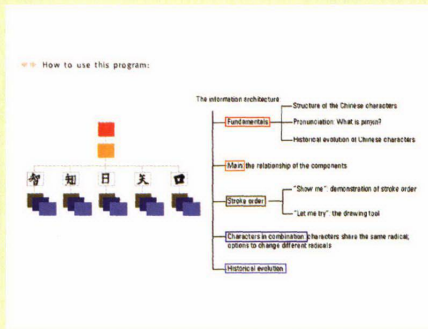 How to use this program:
The information architecture
Fundamentals
Structure of the Chinese characters
Pronunciation: What is pinyin?
Historical evolution of Chinese characters
智 知 日 矢 口
Main: the relationship of the components
Stroke order
"Show me": demonstration of stroke order
"Let me try": the drawing tool
Characters in combination: characters share the same radical;
options to change different radicals
Historical evolution